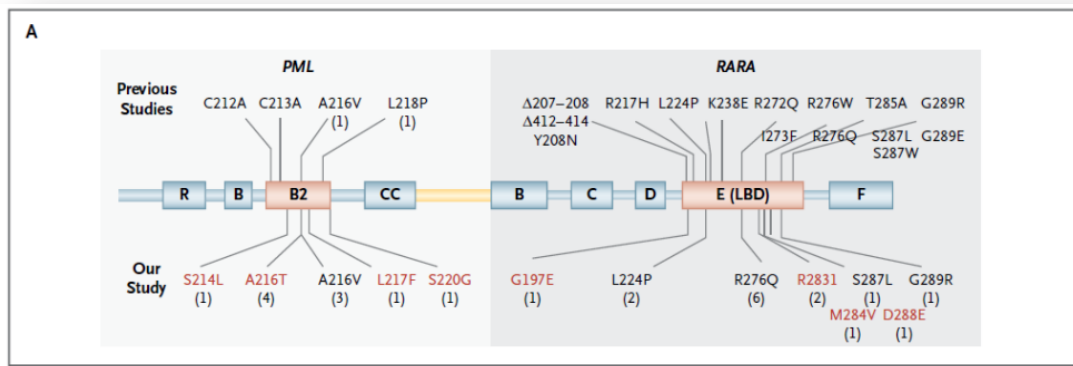 A
PML
RARA
Previous
Studies
C212A C213A A216V L218P
(1) (1)
Δ207–208 R217H L224P K238E R272Q R276W T285A G289R
Δ412–414
Y208N
I273F R276Q S287L G289E
S287W
R B B2 CC B C D E (LBD) F
Our
Study
S214L A216T A216V L217F S220G G197E L224P R276Q R2831 S287L G289R
(1) (4) (3) (1) (1) (1) (2) (6) (2) (1) (1)
M284V D288E
(1) (1)